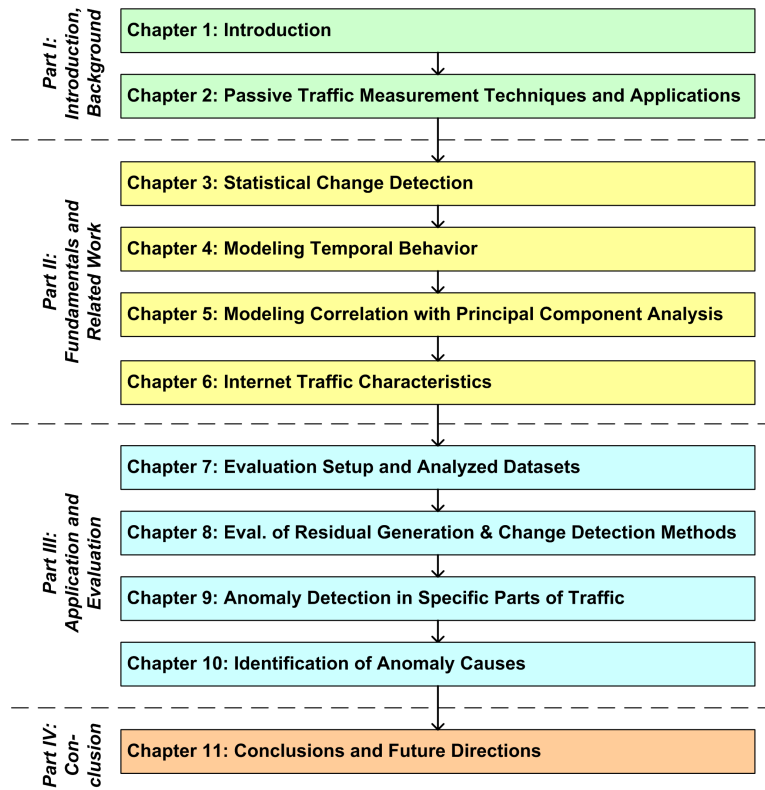 Part I:
Introduction,
Background
Chapter 1: Introduction
Chapter 2: Passive Traffic Measurement Techniques and Applications
Part II:
Fundamentals and
Related Work
Chapter 3: Statistical Change Detection
Chapter 4: Modeling Temporal Behavior
Chapter 5: Modeling Correlation with Principal Component Analysis
Chapter 6: Internet Traffic Characteristics
Part III:
Application and
Evaluation
Chapter 7: Evaluation Setup and Analyzed Datasets
Chapter 8: Eval. of Residual Generation & Change Detection Methods
Chapter 9: Anomaly Detection in Specific Parts of Traffic
Chapter 10: Identification of Anomaly Causes
Part IV:
Con-
clusion
Chapter 11: Conclusions and Future Directions